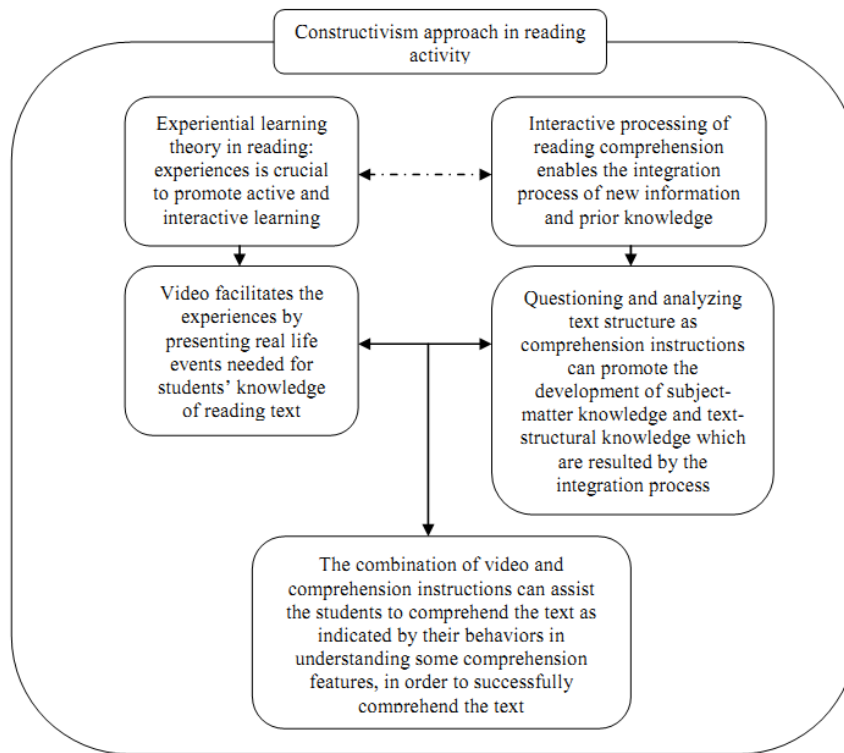 Constructivism approach in reading
activity
Experiential learning
theory in reading:
experiences is crucial
to promote active and
interactive learning
Interactive processing of
reading comprehension
enables the integration
process of new information
and prior knowledge
Video facilitates the
experiences by
presenting real life
events needed for
students’ knowledge
of reading text
Questioning and analyzing
text structure as
comprehension instructions
can promote the
development of subject-
matter knowledge and text-
structural knowledge which
are resulted by the
integration process
The combination of video and
comprehension instructions can assist
the students to comprehend the text as
indicated by their behaviors in
understanding some comprehension
features, in order to successfully
comprehend the text